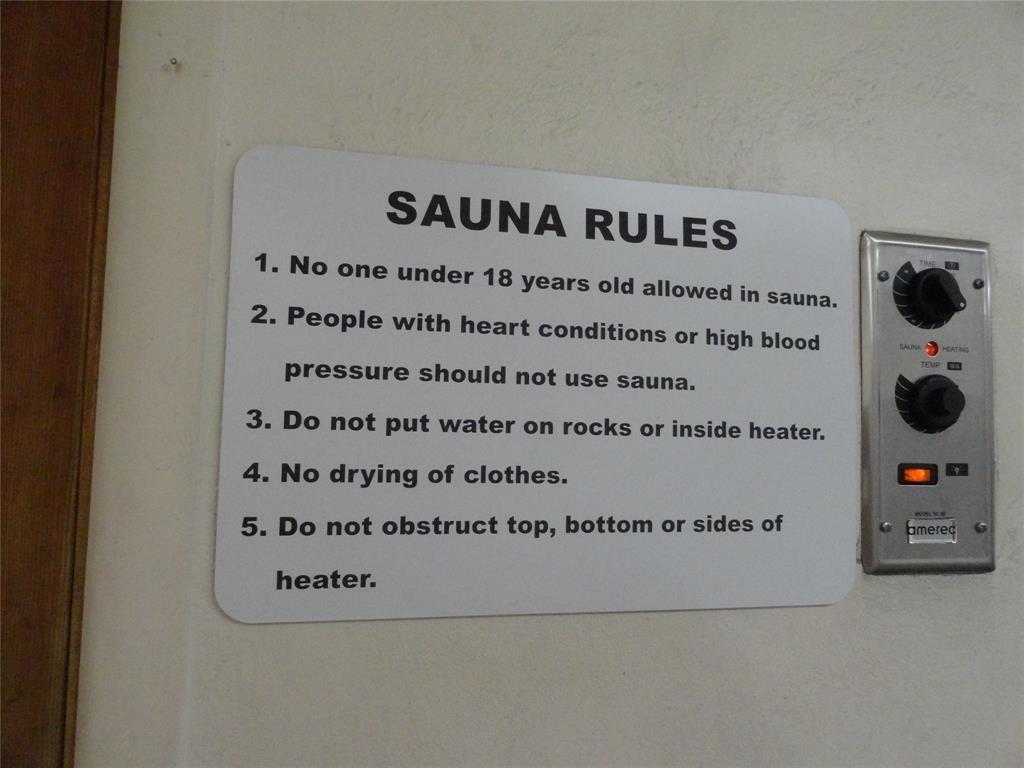 SAUNA RULES
1. No one under 18 years old allowed in sauna.
2. People with heart conditions or high blood
pressure should not use sauna.
3. Do not put water on rocks or inside heater.
4. No drying of clothes.
5. Do not obstruct top, bottom or sides of
heater.
TIME
SAUNA HEATING
TEMP
amerec